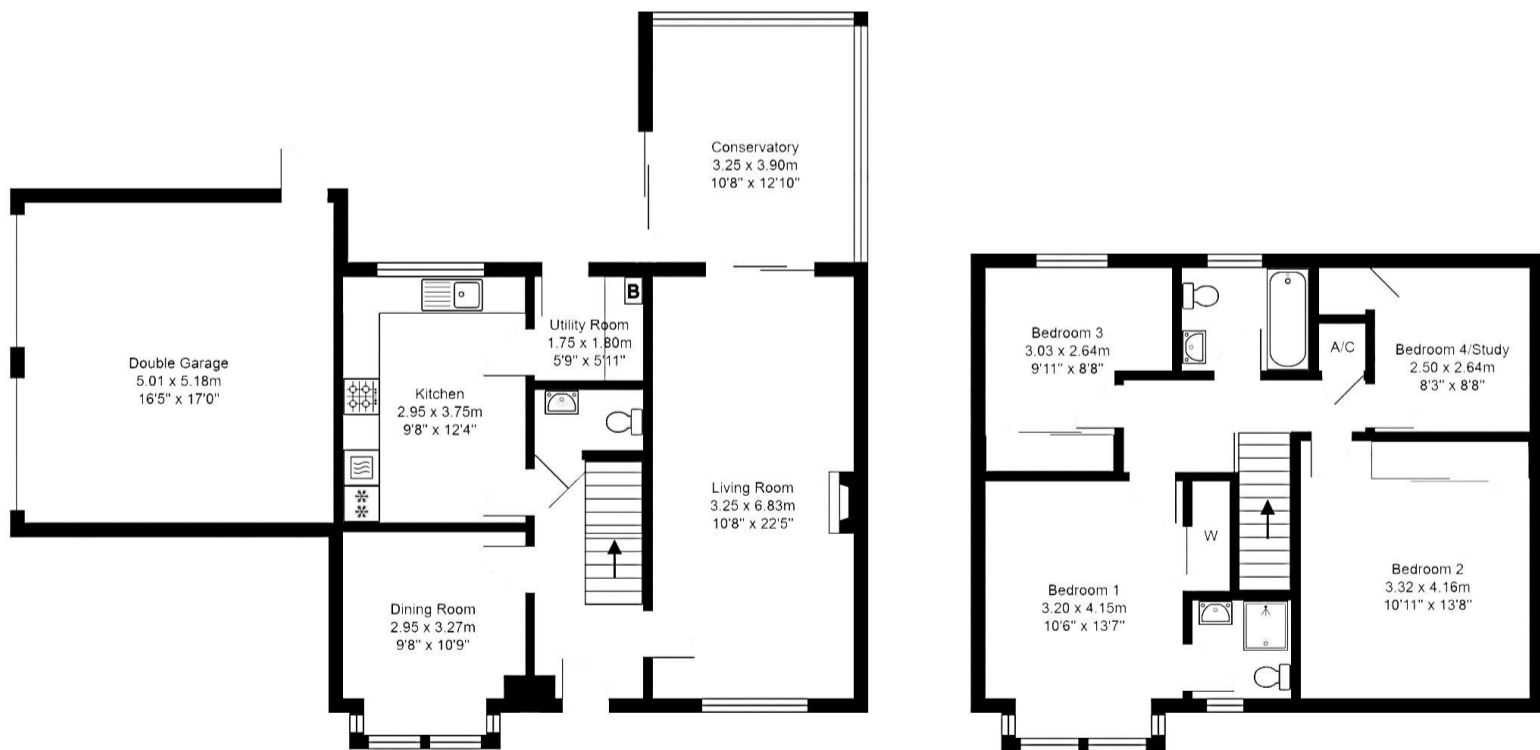 Conservatory
3.25 x 3.90m
10'8" x 12'10"
Double Garage
5.01 x 5.18m
16'5" x 17'0"
B
Utility Room
1.75 x 1.80m
5'9" x 5'11"
Kitchen
2.95 x 3.75m
9'8" x 12'4"
Living Room
3.25 x 6.83m
10'8" x 22'5"
Dining Room
2.95 x 3.27m
9'8" x 10'9"
Bedroom 3
3.03 x 2.64m
9'11" x 8'8"
A/C
Bedroom 4/Study
2.50 x 2.64m
8'3" x 8'8"
W
Bedroom 1
3.20 x 4.15m
10'6" x 13'7"
Bedroom 2
3.32 x 4.16m
10'11" x 13'8"